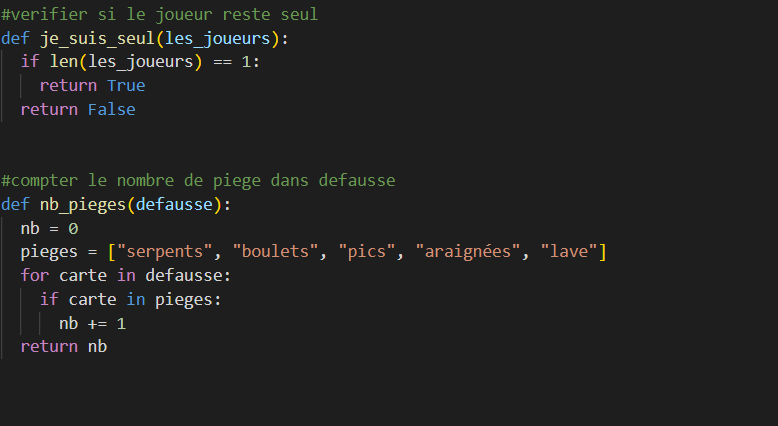 #verifier si le joueur reste seul
def je_suis_seul(les_joueurs):
  if len(les_joueurs) == 1:
    return True
  return False
#compter le nombre de piege dans defausse
def nb_pieges(defausse):
  nb = 0
  pieges = ["serpents", "boulets", "pics", "araignées", "lave"]
  for carte in defausse:
    if carte in pieges:
      nb += 1
  return nb